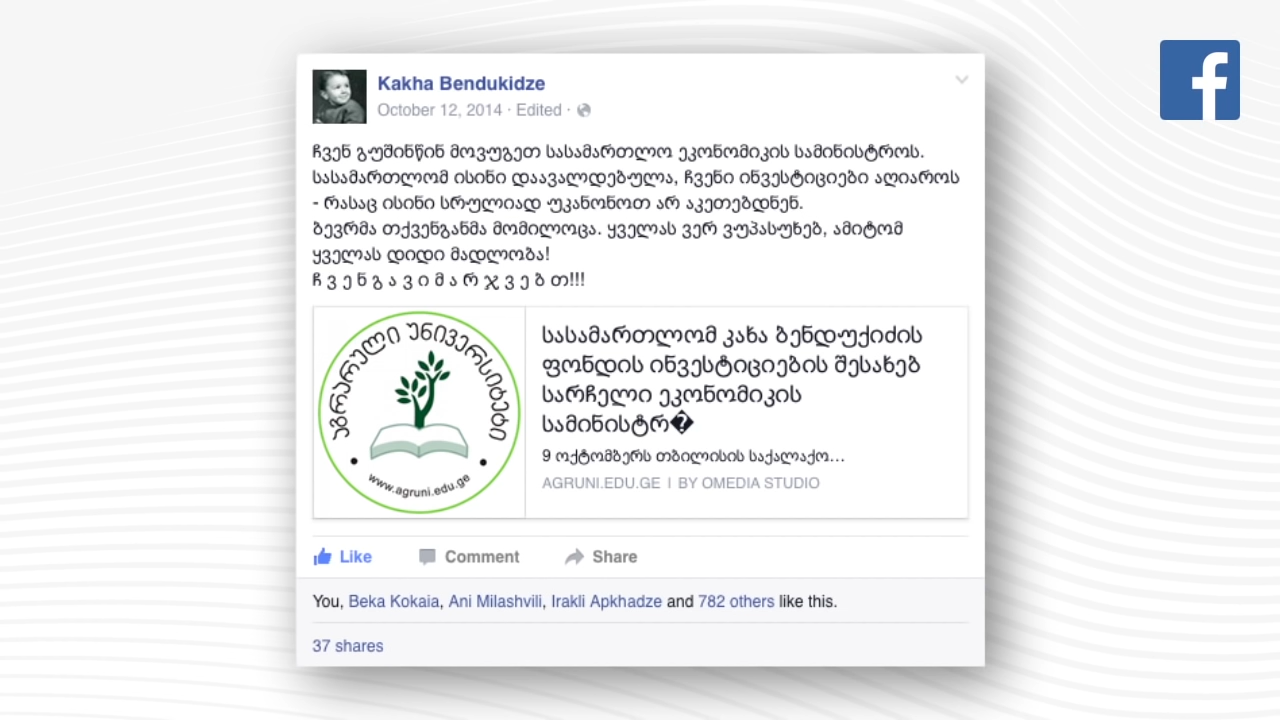 Kakha Bendukidze
October 12, 2014 · Edited ·
ჩვენ გუშინწინ მოვუგეთ სასამართლო ეკონომიკის სამინისტროს.
სასამართლომ ისინი დაავალდებულა, ჩვენი ინვესტიციები აღიაროს
- რასაც ისინი სრულიად უკანონოთ არ აკეთებდნენ.
ბევრმა თქვენგანმა მომილოცა. ყველას ვერ ვუპასუხებ, ამიტომ
ყველას დიდი მადლობა!
ჩ ვ ე ნ გ ა ვ ი მ ა რ ჯ ვ ე ბ თ!!!
აგრარული უნივერსიტეტი
www.agruni.edu.ge
სასამართლომ კახა ბენდუქიძის
ფონდის ინვესტიციების შესახებ
სარჩელი ეკონომიკის
სამინისტრ�
9 ოქტომბერს თბილისის საქალაქო...
AGRUNI.EDU.GE | BY OMEDIA STUDIO
Like Comment Share
You, Beka Kokaia, Ani Milashvili, Irakli Apkhadze and 782 others like this.
37 shares